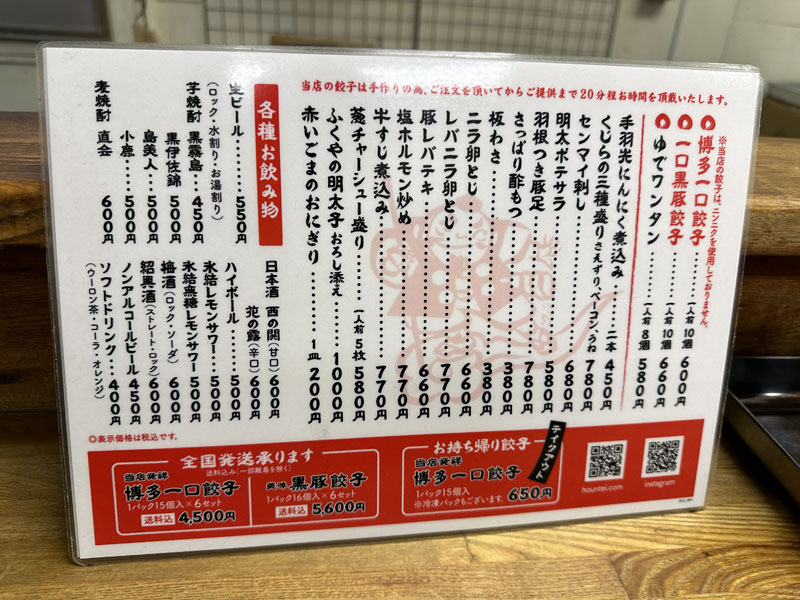 当店の餃子は手作りの為、ご注文を頂いてからご提供まで20分程お時間を頂戴いたします。
※当店の餃子は、ニンニクを使用しておりません。
博多一口餃子……一人前10個 600円
一口黒豚餃子……一人前10個 660円
ゆでワンタン……一人前8個 580円
手羽先にんにく煮込み……二本 450円
くじらの三種盛り さえずり、ベーコン、うね 780円
センマイ刺し……680円
明太ポテサラ……680円
羽根つき豚足……580円
さっぱり酢もつ……780円
板わさ……380円
ニラ卵とじ……380円
レバニラ卵とじ……660円
豚レバテキ……660円
塩ホルモン炒め……770円
牛すじ煮込み……770円
葱チャーシュー盛り……一人前5枚 580円
ふくやの明太子 おろし添え……1000円
赤いごまのおにぎり……1皿 200円
各種お飲み物
生ビール……550円
(ロック・水割り・お湯割り)
芋焼酎 黒霧島……450円
黒伊佐錦 500円
島美人……500円
小鹿……500円
麦焼酎 直会 600円
日本酒 西の関(甘口) 600円
花の露(辛口) 600円
ハイボール……500円
氷結レモンサワー……500円
氷結無糖レモンサワー 500円
梅酒(ロック・ソーダ) 600円
紹興酒(ストレート・ロック) 600円
ノンアルコールビール 450円
ソフトドリンク……400円
(ウーロン茶・コーラ・オレンジ)
◎表示価格は税込です。
全国発送承ります
送料込み(一部離島を除く)
当店発祥
博多一口餃子
1パック15個入×6セット
送料込 4,500円
美味 黒豚餃子
1パック16個入×6セット
送料込 5,600円
お持ち帰り餃子
テイクアウト
当店発祥
博多一口餃子
1パック15個入
※冷凍パックもございます。
650円
hountei.com
instagram